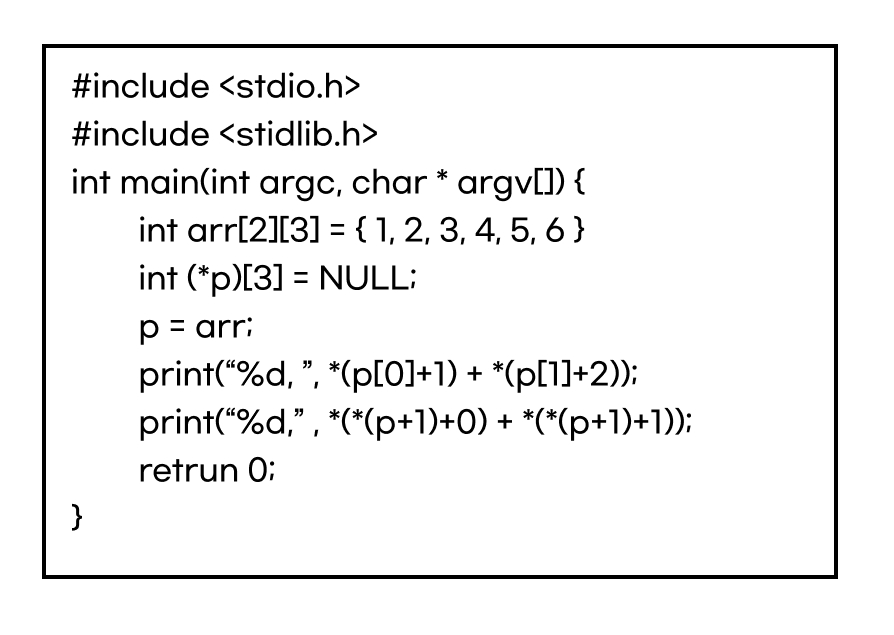 #include <stdio.h>
#include <stidlib.h>
int main(int argc, char * argv[]) {
int arr[2][3] = { 1, 2, 3, 4, 5, 6 }
int (*p)[3] = NULL;
p = arr;
print(“%d, ”, *(p[0]+1) + *(p[1]+2));
print(“%d,” , *(*(p+1)+0) + *(*(p+1)+1));
retrun 0;
}